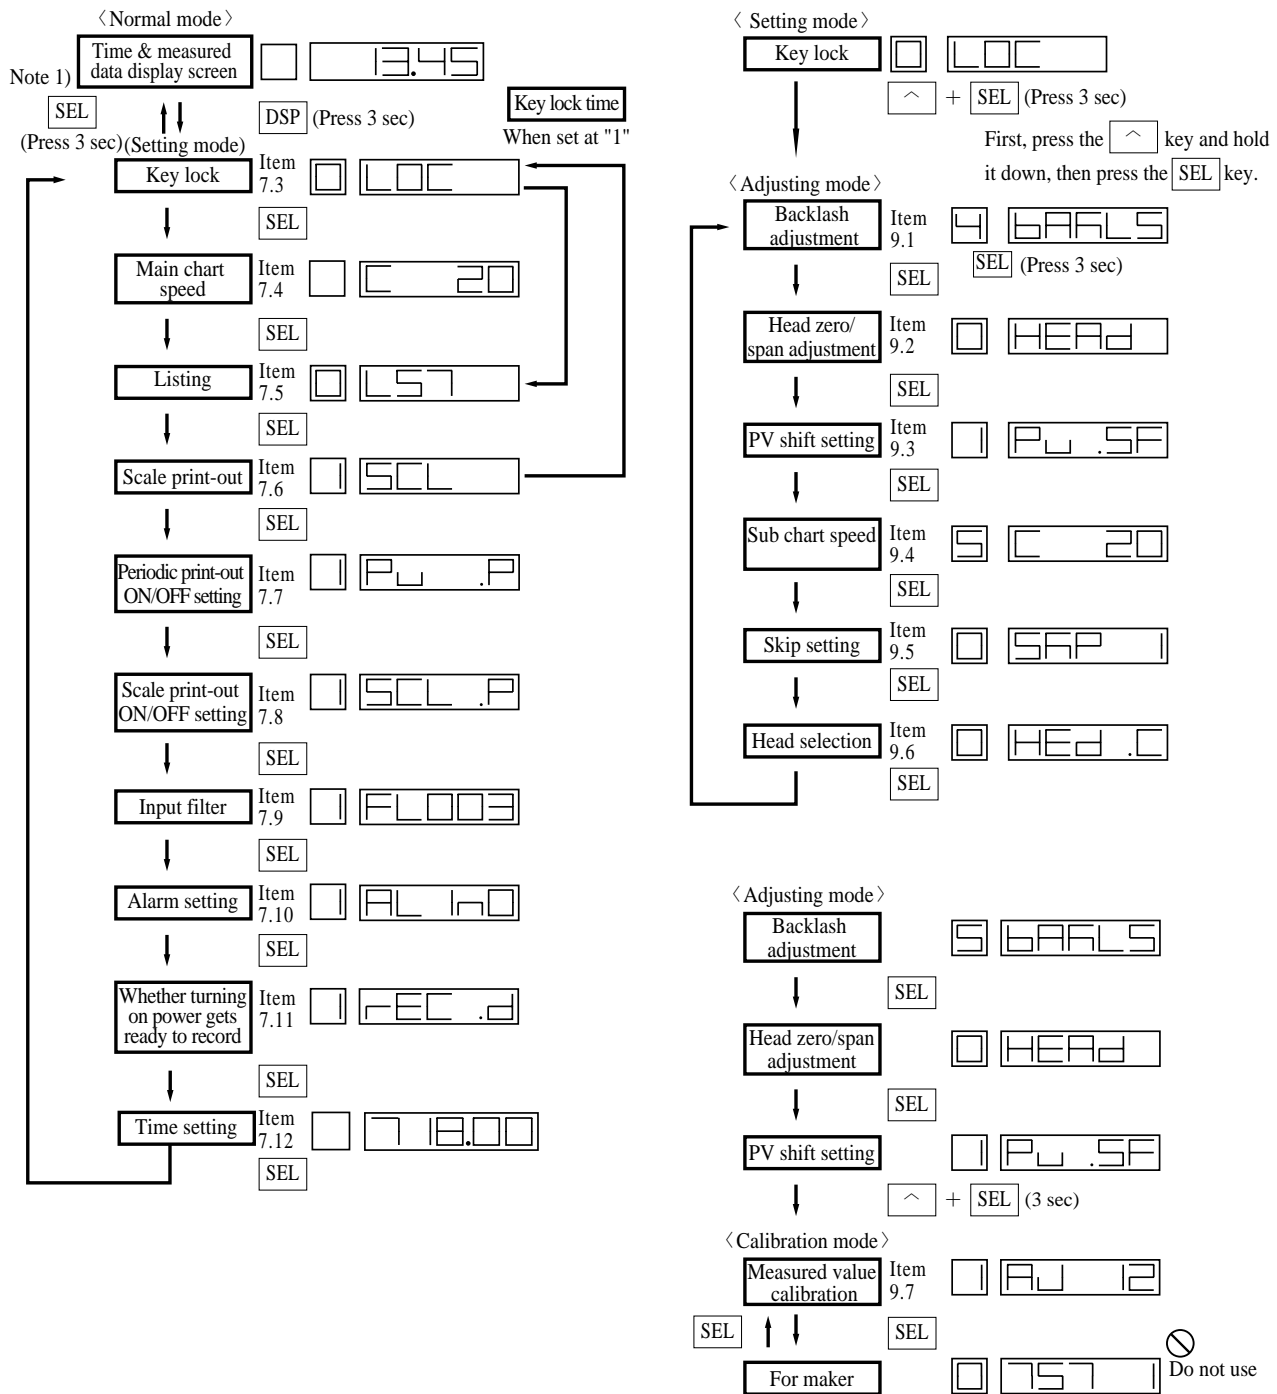 〈Normal mode〉
Time & measured
data display screen
13.45
Note 1)
SEL
(Press 3 sec)
DSP (Press 3 sec)
Key lock time
When set at "1"
(Setting mode)
Key lock
Item
7.3
0 LOC
SEL
Main chart
speed
Item
7.4
C 20
SEL
Listing
Item
7.5
0 LST
SEL
Scale print-out
Item
7.6
1 SCL
SEL
Periodic print-out
ON/OFF setting
Item
7.7
1 Pu .P
SEL
Scale print-out
ON/OFF setting
Item
7.8
1 SCL .P
SEL
Input filter
Item
7.9
1 FL003
SEL
Alarm setting
Item
7.10
1 AL 1n0
SEL
Whether turning
on power gets
ready to record
Item
7.11
1 rEC .d
SEL
Time setting
Item
7.12
7 18.00
SEL
〈 Setting mode〉
Key lock
0 LOC
^ + SEL (Press 3 sec)
First, press the ^ key and hold
it down, then press the SEL key.
〈Adjusting mode〉
Backlash
adjustment
Item
9.1
4
SEL (Press 3 sec)
SEL
Head zero/
span adjustment
Item
9.2
0 HEAd
SEL
PV shift setting
Item
9.3
1 Pu .SF
SEL
Sub chart speed
Item
9.4
S C 20
SEL
Skip setting
Item
9.5
0
SEL
Head selection
Item
9.6
0 HEd .C
SEL
〈Adjusting mode〉
Backlash
adjustment
5
SEL
Head zero/span
adjustment
0 HEAd
SEL
PV shift setting
1 Pu .SF
^ + SEL (3 sec)
〈Calibration mode〉
Measured value
calibration
Item
9.7
1 AJ 12
SEL
SEL
For maker
0 TST 1
Do not use